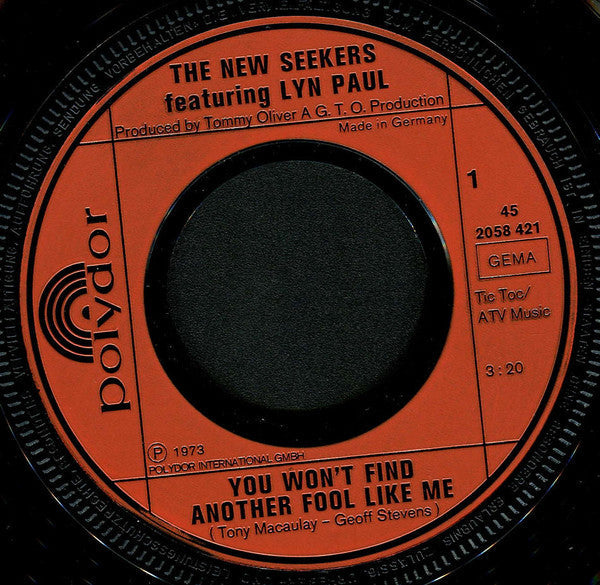 THE NEW SEEKERS
featuring LYN PAUL
Produced by Tommy Oliver A G. T. O. Production
Made in Germany
1
45
2058 421
GEMA
Tic Toc/
ATV Music
3:20
polydor
Ⓟ 1973
POLYDOR INTERNATIONAL GMBH
YOU WON'T FIND
ANOTHER FOOL LIKE ME
( Tony Macaulay – Geoff Stevens )